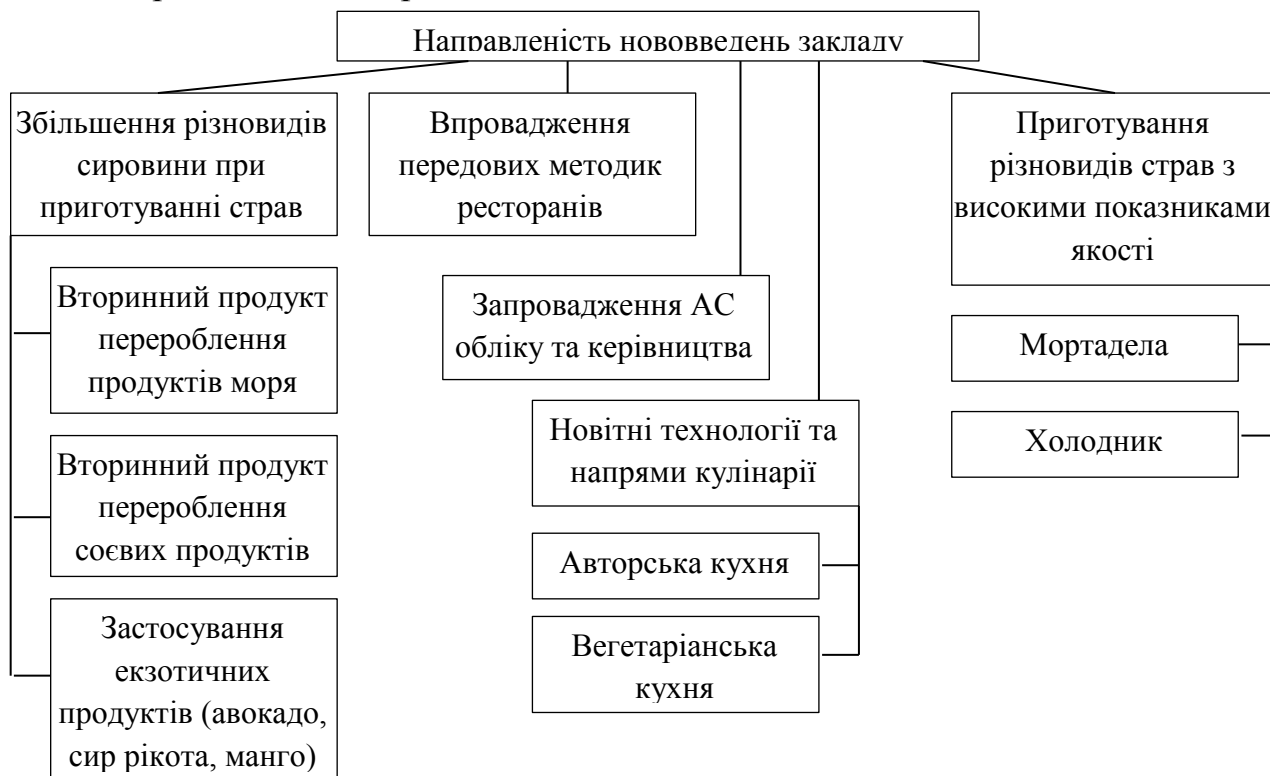 Направленість нововведень закладу
Збільшення різновидів
сировини при
приготуванні страв
Впровадження
передових методик
ресторанів
Приготування
різновидів страв з
високими показниками
якості
Вторинний продукт
перероблення
продуктів моря
Запровадження АС
обліку та керівництва
Мортадела
Новітні технології та
напрями кулінарії
Холодник
Вторинний продукт
перероблення
соєвих продуктів
Авторська кухня
Застосування
екзотичних
продуктів (авокадо,
сир рікота, манго)
Вегетаріанська
кухня